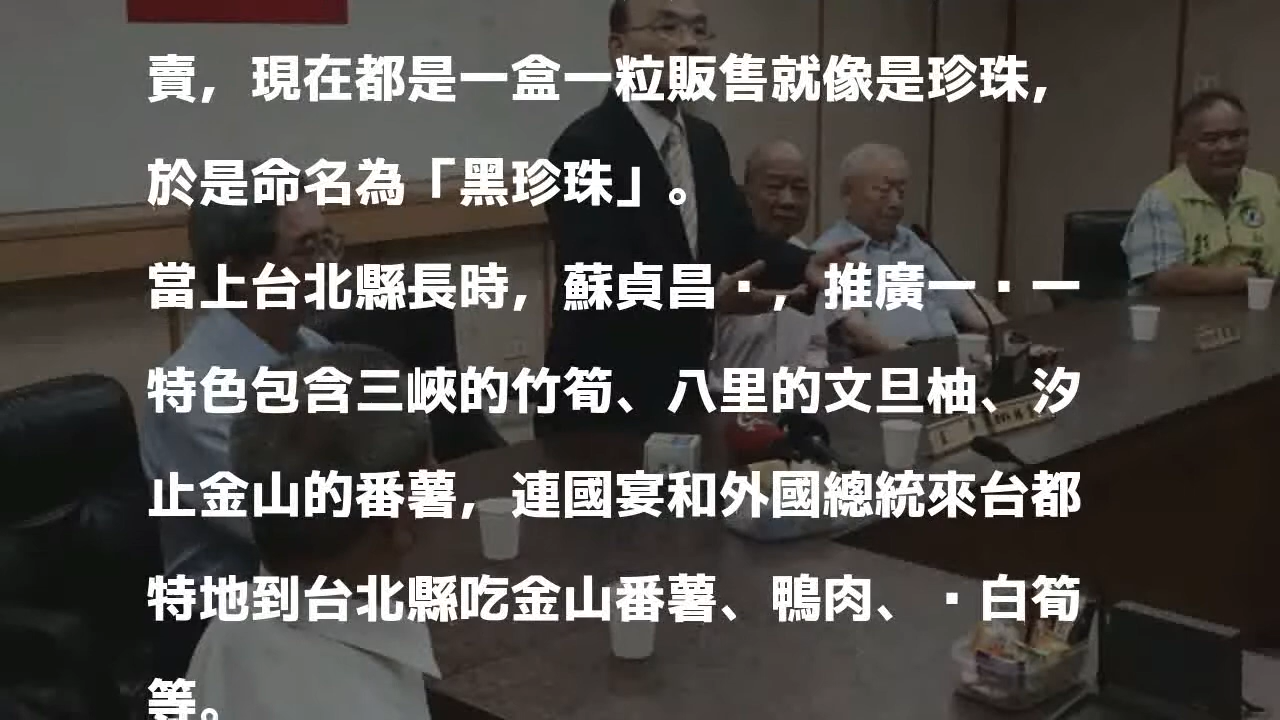 賣，現在都是一盒一粒販售就像是珍珠，
於是命名為「黑珍珠」。
當上台北縣長時，蘇貞昌·，推廣一·一
特色包含三峽的竹筍、八里的文旦柚、汐
止金山的番薯，連國宴和外國總統來台都
特地到台北縣吃金山番薯、鴨肉、·白筍
等。